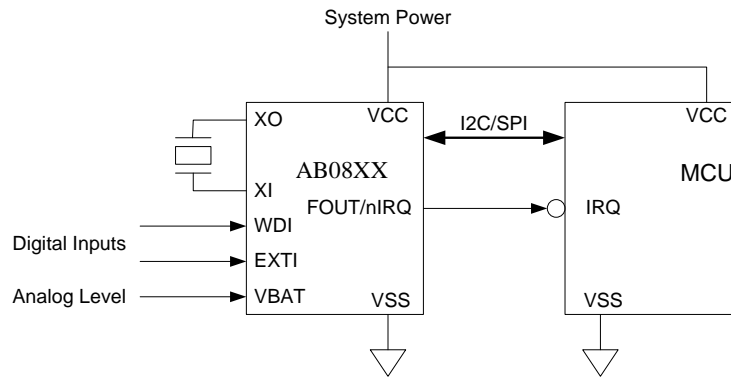 System Power
XO
VCC
I2C/SPI
VCC
AB08XX
MCU
XI
FOUT/nIRQ
IRQ
WDI
Digital Inputs
EXTI
Analog Level
VBAT
VSS
VSS